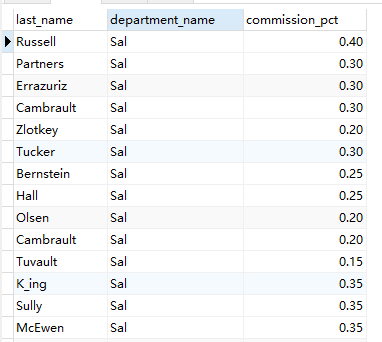 last_name department_name commission_pct
Russell Sal 0.40
Partners Sal 0.30
Errazuriz Sal 0.30
Cambrault Sal 0.30
Zlotkey Sal 0.20
Tucker Sal 0.30
Bernstein Sal 0.25
Hall Sal 0.25
Olsen Sal 0.20
Cambrault Sal 0.20
Tuvault Sal 0.15
K_ing Sal 0.35
Sully Sal 0.35
McEwen Sal 0.35